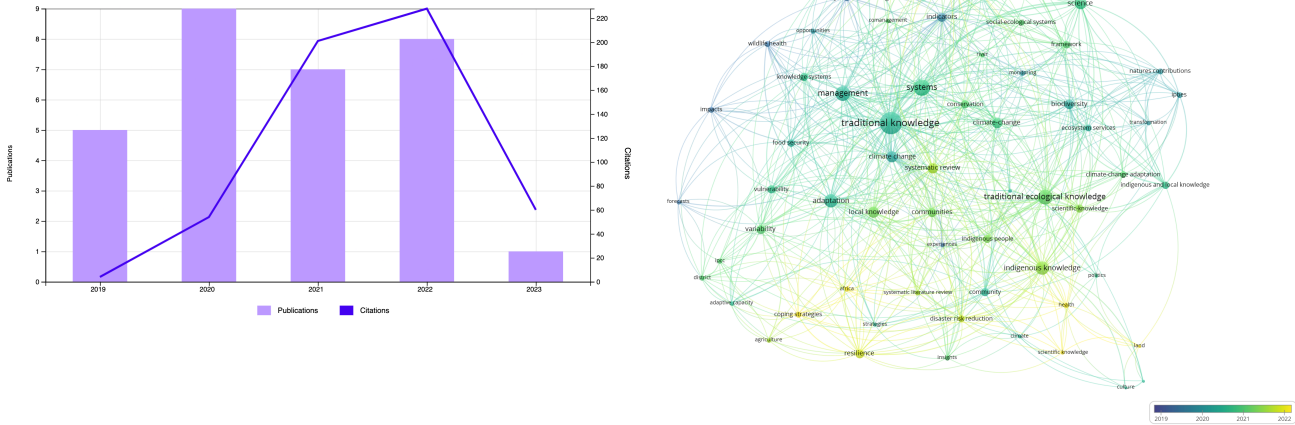 9
8
7
6
5
4
3
2
1
0
Publications
220
200
180
160
140
120
100
80
60
40
20
0
Citations
2019 2020 2021 2022 2023
Publications Citations
science
comanagement
indicators
social-ecological systems
opportunities
wildlife health
framework
knowledge systems
monitoring
natures contributions
management
systems
ipbes
impacts
conservation
biodiversity
traditional knowledge
climate-change
transformation
ecosystem services
food security
climate change
systematic review
climate-change adaptation
vulnerability
indigenous and local knowledge
forecasts
adaptation
traditional ecological knowledge
local knowledge
communities
scientific knowledge
variability
indigenous people
experiences
indigenous knowledge
district
politics
africa
systematic literature review
community
adaptive capacity
health
coping strategies
strategies
disaster risk reduction
agriculture
climate
land
resilience
insights
scientific knowledge
culture
2019 2020 2021 2022